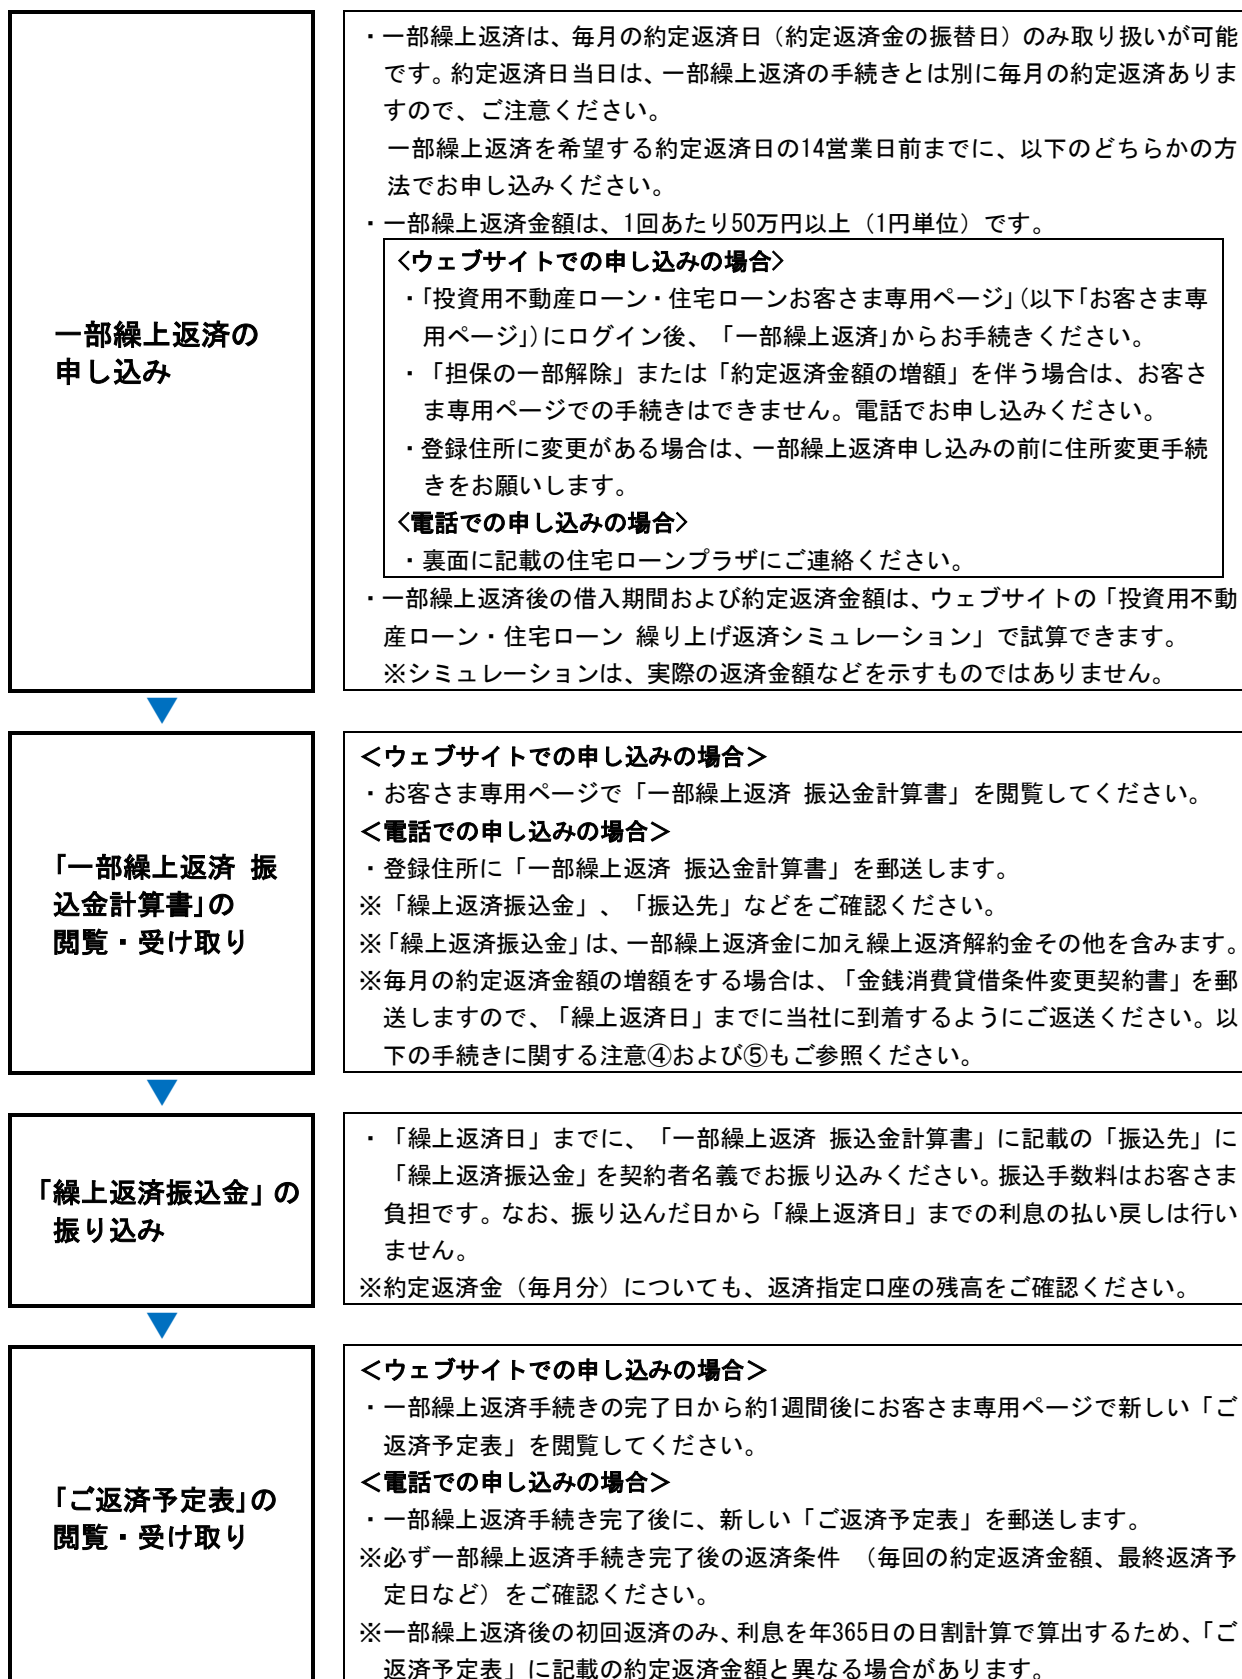 一部繰上返済の
申し込み
・一部繰上返済は、毎月の約定返済日（約定返済金の振替日）のみ取り扱いが可能
です。約定返済日当日は、一部繰上返済の手続きとは別に毎月の約定返済ありま
すので、ご注意ください。
一部繰上返済を希望する約定返済日の14営業日前までに、以下のどちらかの方
法でお申し込みください。
・一部繰上返済金額は、1回あたり50万円以上（1円単位）です。
<ウェブサイトでの申し込みの場合>
・「投資用不動産ローン・住宅ローンお客さま専用ページ」（以下「お客さま専
用ページ」）にログイン後、「一部繰上返済」からお手続きください。
・「担保の一部解除」または「約定返済金額の増額」を伴う場合は、お客さ
ま専用ページでの手続きはできません。電話でお申し込みください。
・登録住所に変更がある場合は、一部繰上返済申し込みの前に住所変更手続
きをお願いします。
<電話での申し込みの場合>
・裏面に記載の住宅ローンプラザにご連絡ください。
・一部繰上返済後の借入期間および約定返済金額は、ウェブサイトの「投資用不動
産ローン・住宅ローン 繰り上げ返済シミュレーション」で試算できます。
※シミュレーションは、実際の返済金額などを示すものではありません。
「一部繰上返済 振
込金計算書」の
閲覧・受け取り
＜ウェブサイトでの申し込みの場合＞
・お客さま専用ページで「一部繰上返済 振込金計算書」を閲覧してください。
＜電話での申し込みの場合＞
・登録住所に「一部繰上返済 振込金計算書」を郵送します。
※「繰上返済振込金」、「振込先」などをご確認ください。
※「繰上返済振込金」は、一部繰上返済金に加え繰上返済解約金その他を含みます。
※毎月の約定返済金額の増額をする場合は、「金銭消費貸借条件変更契約書」を郵
送しますので、「繰上返済日」までに当社に到着するようにご返送ください。以
下の手続きに関する注意④および⑤もご参照ください。
「繰上返済振込金」の
振り込み
・「繰上返済日」までに、「一部繰上返済 振込金計算書」に記載の「振込先」に
「繰上返済振込金」を契約者名義でお振り込みください。振込手数料はお客さま
負担です。なお、振り込んだ日から「繰上返済日」までの利息の払い戻しは行い
ません。
※約定返済金（毎月分）についても、返済指定口座の残高をご確認ください。
「ご返済予定表」の
閲覧・受け取り
＜ウェブサイトでの申し込みの場合＞
・一部繰上返済手続きの完了日から約1週間後にお客さま専用ページで新しい「ご
返済予定表」を閲覧してください。
＜電話での申し込みの場合＞
・一部繰上返済手続き完了後に、新しい「ご返済予定表」を郵送します。
※必ず一部繰上返済手続き完了後の返済条件 （毎回の約定返済金額、最終返済予
定日など）をご確認ください。
※一部繰上返済後の初回返済のみ、利息を年365日の日割計算で算出するため、「ご
返済予定表」に記載の約定返済金額と異なる場合があります。